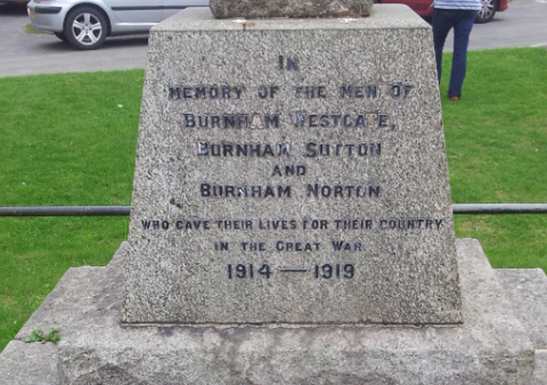 IN
MEMORY OF THE MEN OF
BURNHAM WESTGATE,
BURNHAM SUTTON
AND
BURNHAM NORTON
WHO GAVE THEIR LIVES FOR THEIR COUNTRY
IN THE GREAT WAR
1914 — 1919